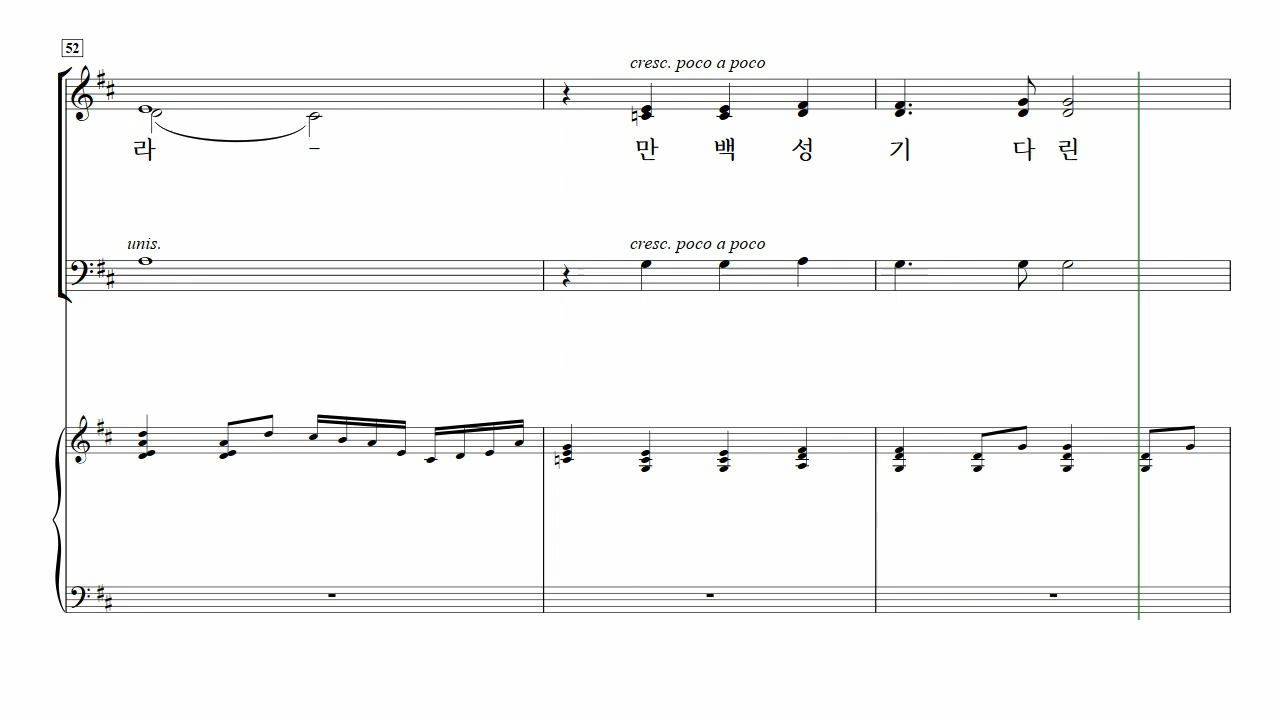 52
cresc. poco a poco
라 – 만 백 성 기 다 린
unis.
cresc. poco a poco